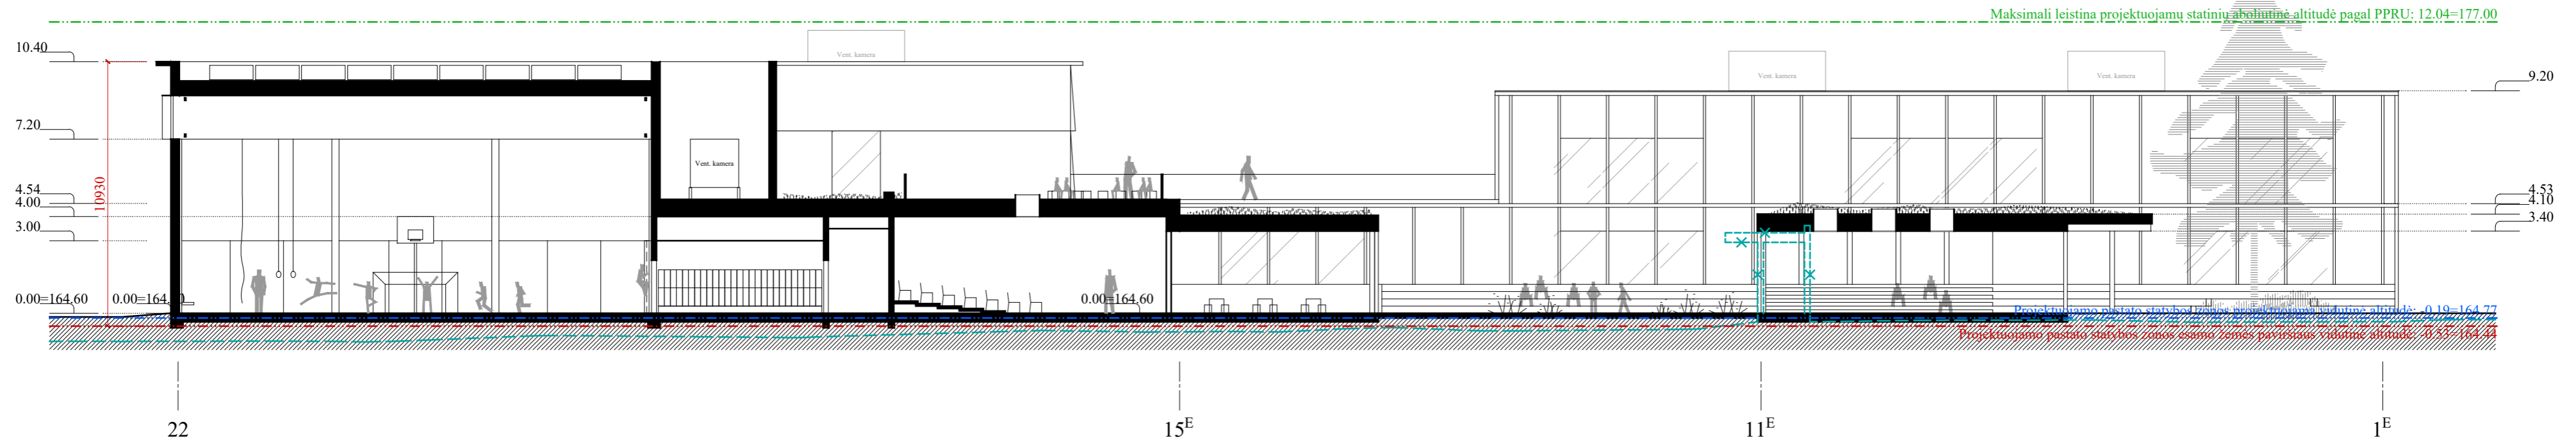 Maksimali leistina projektuojamų statinių aboliutinė altitudė pagal PPRU: 12.04=177.00
10.40
Vent. kamera
Vent. kamera
Vent. kamera
9.20
7.20
Vent. kamera
10930
4.54
4.00
3.00
4.53
4.10
3.40
0.00=164.60
0.00=164.60
0.00=164.60
Projektuojamo pastato statybos zonos projektuojama vidutinė altitudė: -0.19=164.77
Projektuojamo pastato statybos zonos esamo žemės paviršiaus vidutinė altitudė: -0.53=164.44
22
15E
11E
1E